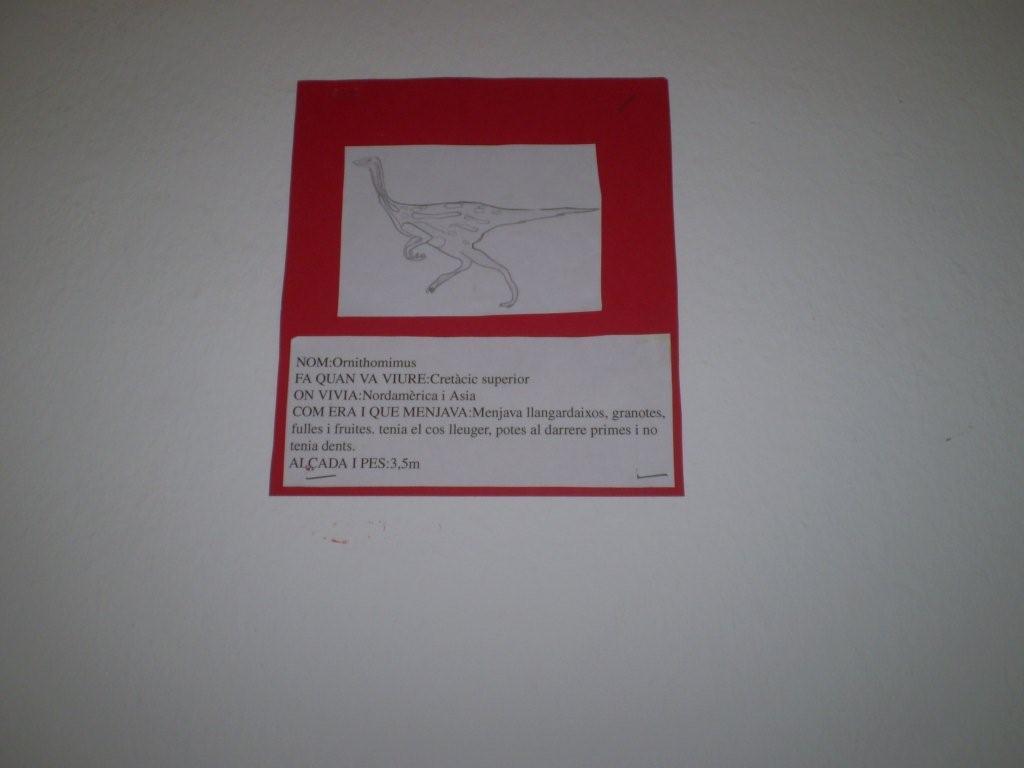 NOM:Ornithomimus
FA QUAN VA VIURE:Cretàcic superior
ON VIVIA:Nordamèrica i Asia
COM ERA I QUE MENJAVA:Menjava llangardaixos, granotes,
fulles i fruites. tenia el cos lleuger, potes al darrere primes i no
tenia dents.
ALÇADA I PES:3,5m